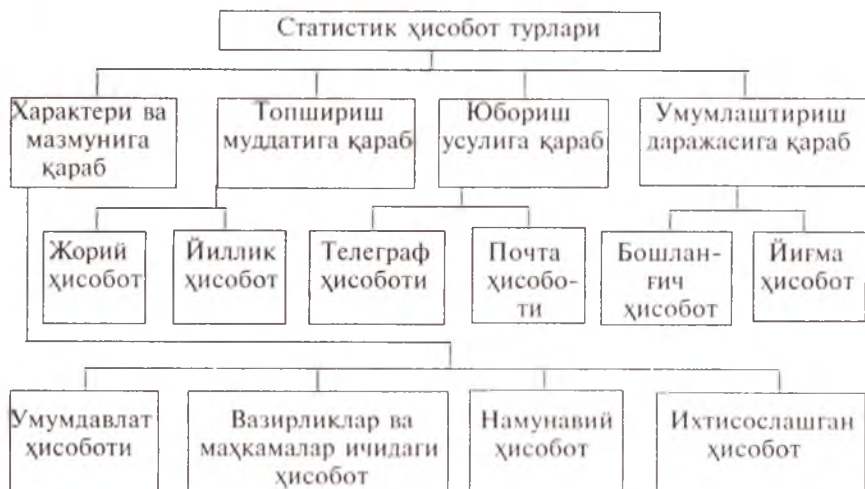 Статистик ҳисобот турлари
Характери ва
мазмунига
қараб
Топшириш
муддатига қараб
Юбориш
усулига қараб
Умумлаштириш
даражасига қараб
Жорий
ҳисобот
Йиллик
ҳисобот
Телеграф
ҳисоботи
Почта
ҳисобо-
ти
Бошлан-
ғич
ҳисобот
Йиғма
ҳисобот
Умумдавлат
ҳисоботи
Вазирликлар ва
маҳкамалар ичидаги
ҳисобот
Намунавий
ҳисобот
Ихтисослашган
ҳисобот